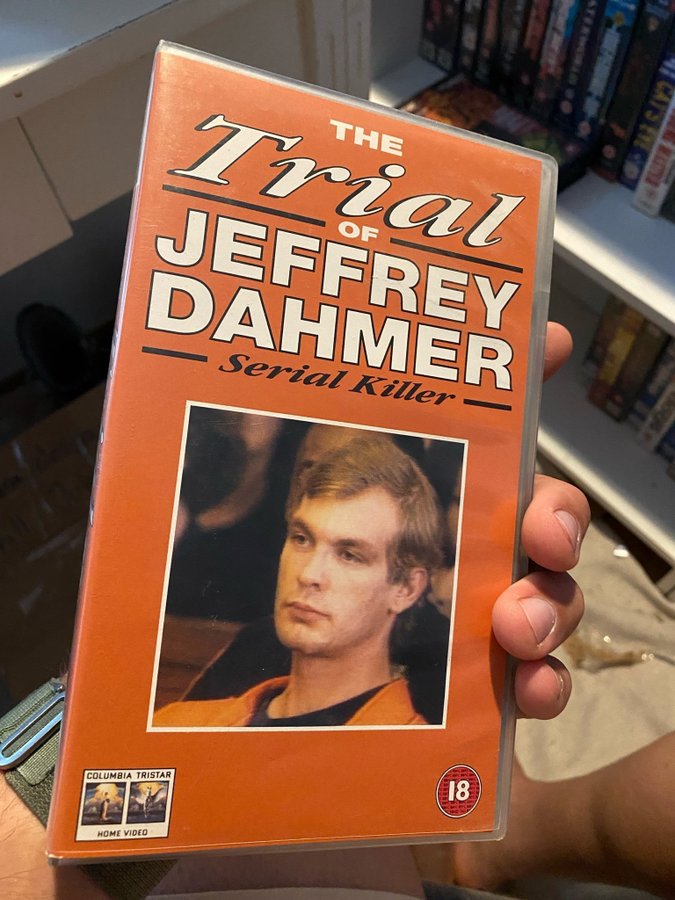 THE
Trial
OF
JEFFREY
DAHMER
Serial Killer
COLUMBIA TRISTAR
HOME VIDEO
18